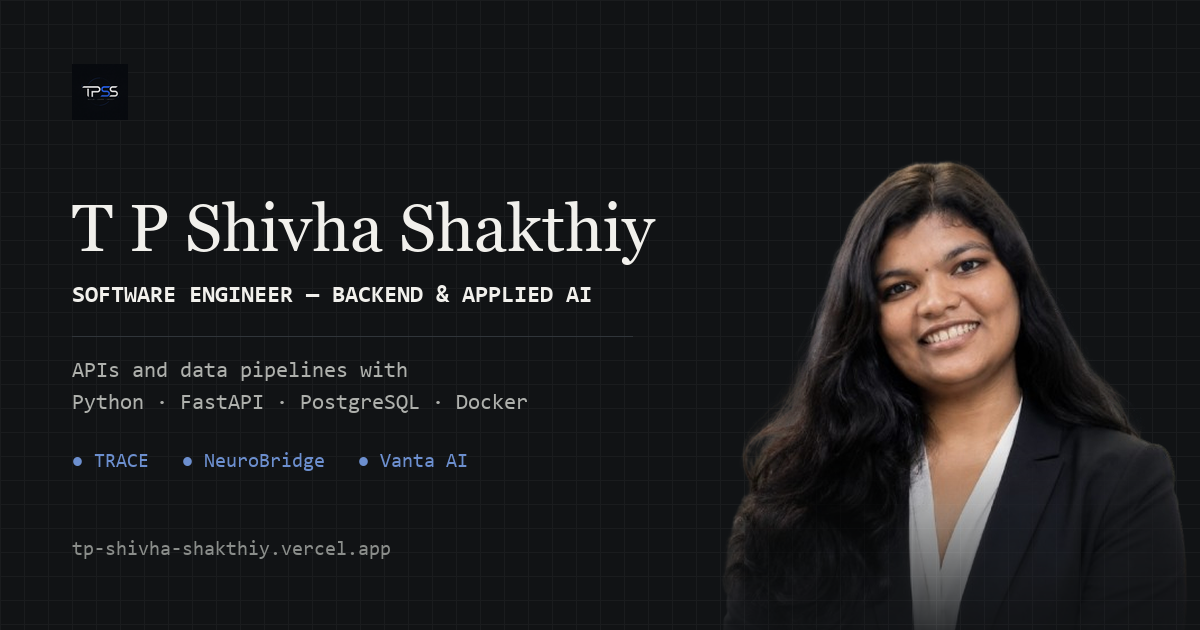 TPSS
T P Shivha Shakthiy
SOFTWARE ENGINEER — BACKEND & APPLIED AI
APIs and data pipelines with
Python · FastAPI · PostgreSQL · Docker
● TRACE ● NeuroBridge ● Vanta AI
tp-shivha-shakthiy.vercel.app